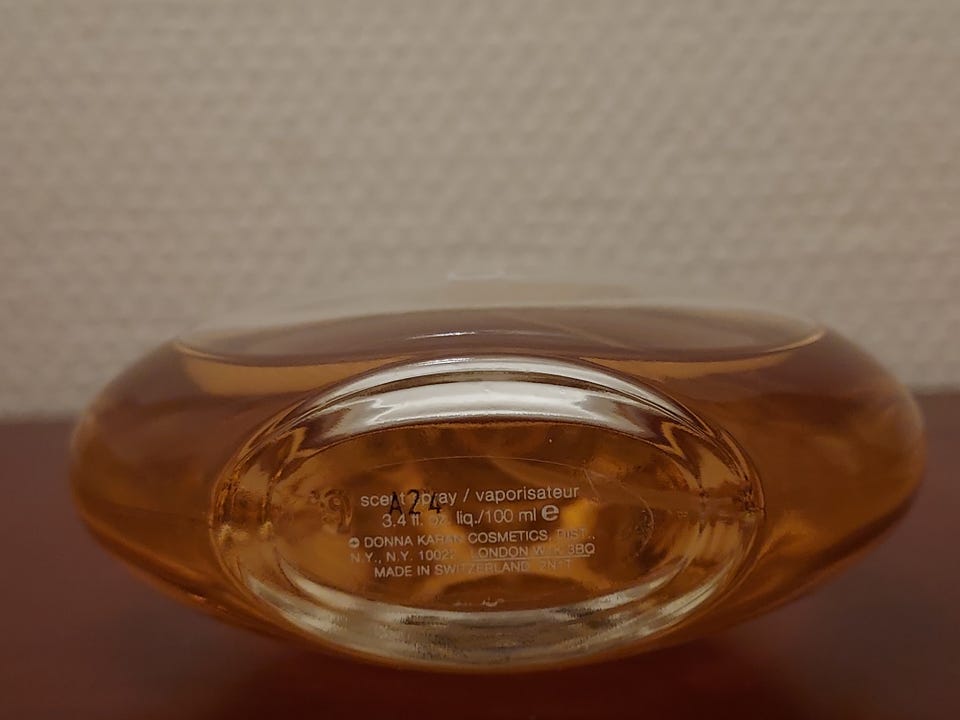 scent spray / vaporisateur
A24
3.4 fl. oz. liq./100 ml ℮
DONNA KARAN COSMETICS, DIST.,
N.Y., N.Y. 10022 LONDON W1K 3BQ
MADE IN SWITZERLAND 2N1T